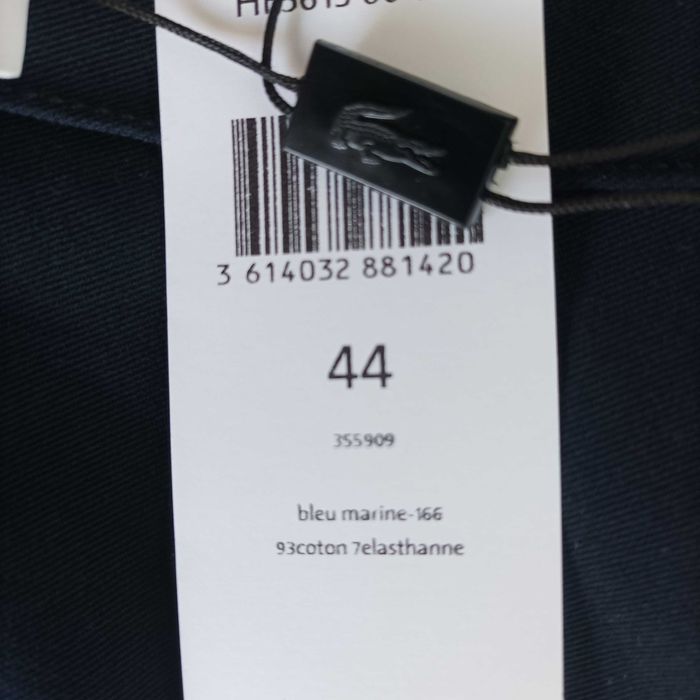 3 614032 881420
44
355909
bleu marine-166
93coton 7elasthanne